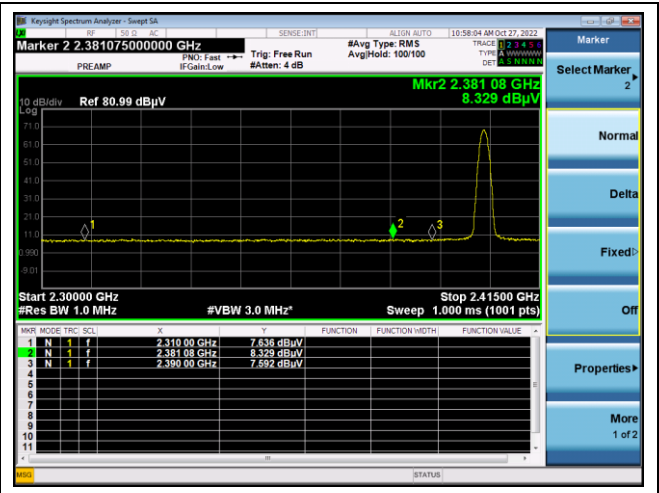 Keysight Spectrum Analyzer - Swept SA
RF 50 Ω AC SENSE:INT ALIGN AUTO 10:58:04 AM Oct 27, 2022
Marker 2 2.381075000000 GHz
PREAMP
PNO: Fast
IFGain:Low
Trig: Free Run
#Atten: 4 dB
#Avg Type: RMS
Avg|Hold: 100/100
TRACE 1 2 3 4 5 6
TYPE A WWWWW
DET A S N N N N
Mkr2 2.381 08 GHz
8.329 dBµV
10 dB/div Ref 80.99 dBµV
Log
71.0
61.0
51.0
41.0
31.0
21.0
11.0
0.990
-9.01
1
2
3
Start 2.30000 GHz Stop 2.41500 GHz
#Res BW 1.0 MHz #VBW 3.0 MHz* Sweep 1.000 ms (1001 pts)
MKR MODE TRC SCL X Y FUNCTION FUNCTION WIDTH FUNCTION VALUE
1 N 1 f 2.310 00 GHz 7.636 dBuV
2 N 1 f 2.381 08 GHz 8.329 dBuV
3 N 1 f 2.390 00 GHz 7.592 dBuV
4
5
6
7
8
9
10
11
MSG STATUS
Marker
Select Marker
2
Normal
Delta
Fixed
Off
Properties
More
1 of 2